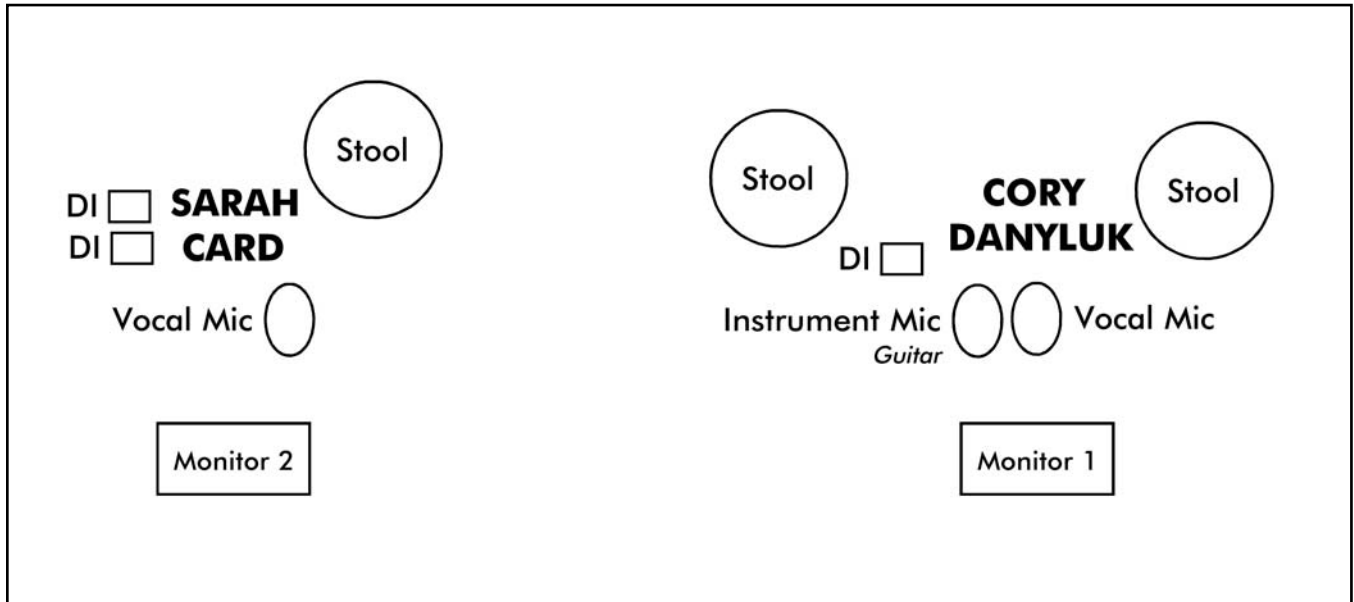 Stool
DI
SARAH
DI
CARD
Vocal Mic
Monitor 2
Stool
CORY
DANYLUK
Stool
DI
Instrument Mic
Guitar
Vocal Mic
Monitor 1